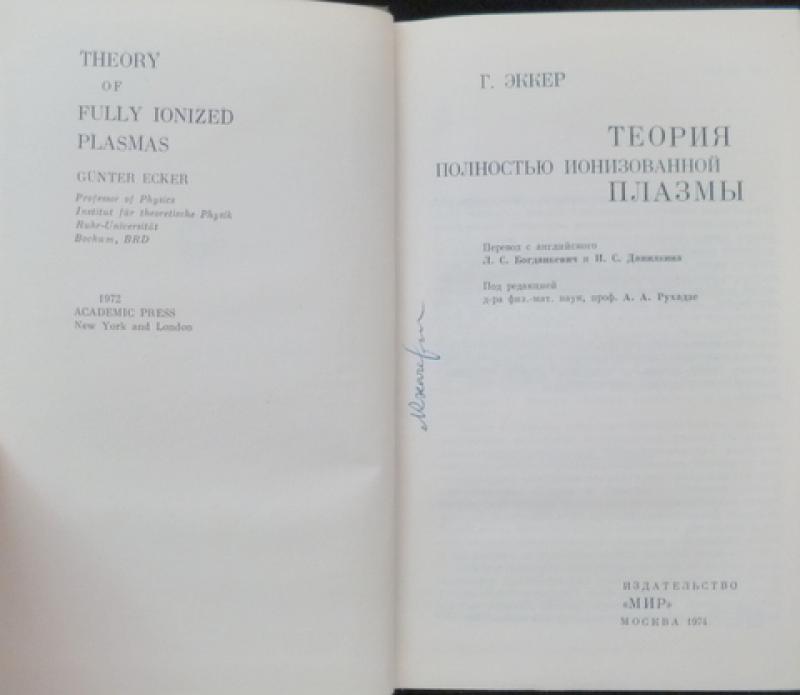 THEORY
OF
FULLY IONIZED
PLASMAS
GÜNTER ECKER
Professor of Physics
Institut für theoretische Physik
Ruhr-Universität
Bochum, BRD
1972
ACADEMIC PRESS
New York and London
Г. ЭККЕР
ТЕОРИЯ
ПОЛНОСТЬЮ ИОНИЗОВАННОЙ
ПЛАЗМЫ
Перевод с английского
Л. С. Богданкевич и И. С. Данилкина
Под редакцией
д-ра физ.-мат. наук, проф. А. А. Рухадзе
ИЗДАТЕЛЬСТВО
«МИР»
МОСКВА 1974